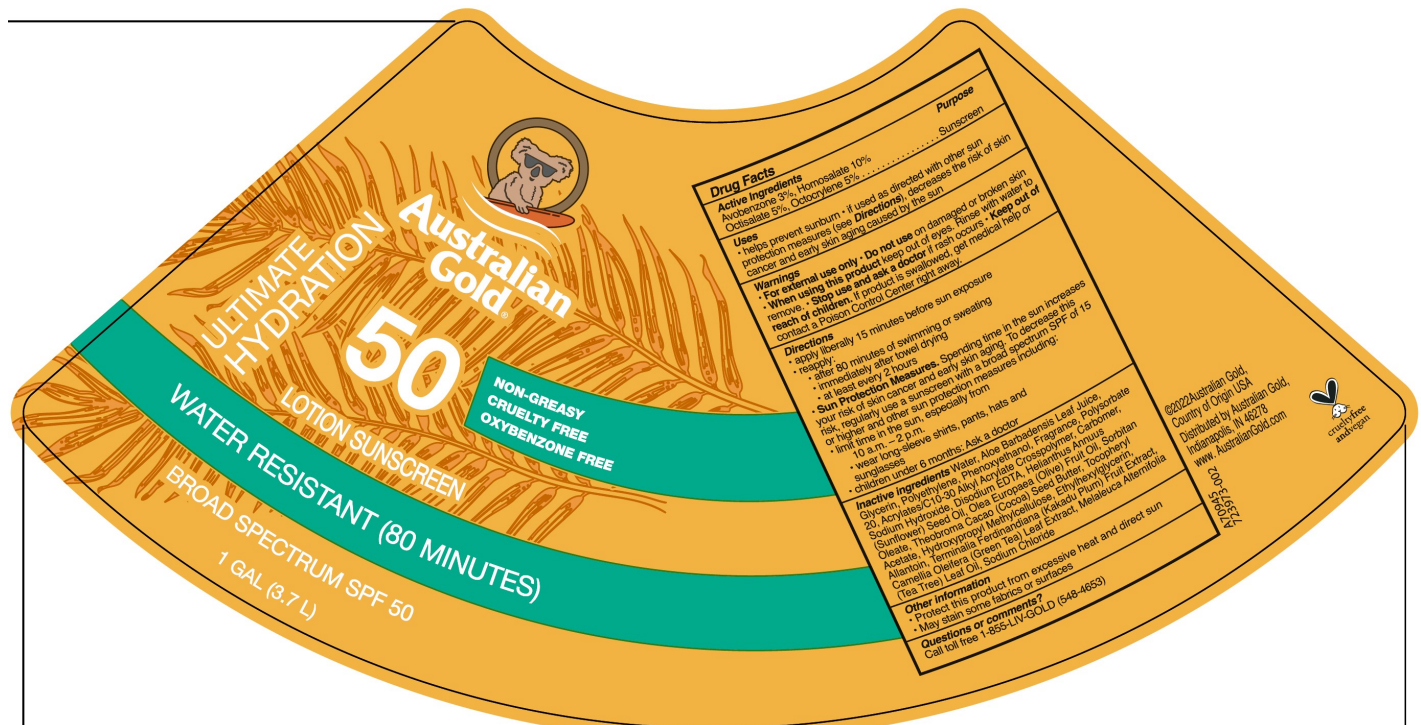 Australian
Gold®
ULTIMATE
HYDRATION
50
LOTION SUNSCREEN
NON-GREASY
CRUELTY FREE
OXYBENZONE FREE
WATER RESISTANT (80 MINUTES)
BROAD SPECTRUM SPF 50
1 GAL (3.7 L)
Drug Facts
Active Ingredients Purpose
Avobenzone 3%, Homosalate 10%
Octisalate 5%, Octocrylene 5% . . . . . . . . . . . . . . . Sunscreen
Uses
• helps prevent sunburn • if used as directed with other sun
protection measures (see Directions), decreases the risk of skin
cancer and early skin aging caused by the sun
Warnings
• For external use only • Do not use on damaged or broken skin
• When using this product keep out of eyes. Rinse with water to
remove. • Stop use and ask a doctor if rash occurs • Keep out of
reach of children. If product is swallowed, get medical help or
contact a Poison Control Center right away.
Directions
• apply liberally 15 minutes before sun exposure
• reapply:
• after 80 minutes of swimming or sweating
• immediately after towel drying
• at least every 2 hours
• Sun Protection Measures. Spending time in the sun increases
your risk of skin cancer and early skin aging. To decrease this
risk, regularly use a sunscreen with a broad spectrum SPF of 15
or higher and other sun protection measures including:
• limit time in the sun, especially from
10 a.m. – 2 p.m.
• wear long-sleeve shirts, pants, hats and
sunglasses
• children under 6 months: Ask a doctor
Inactive ingredients Water, Aloe Barbadensis Leaf Juice,
Glycerin, Polyethylene, Phenoxyethanol, Fragrance, Polysorbate
20, Acrylates/C10-30 Alkyl Acrylate Crosspolymer, Carbomer,
Sodium Hydroxide, Disodium EDTA, Helianthus Annuus
(Sunflower) Seed Oil, Olea Europaea (Olive) Fruit Oil, Sorbitan
Oleate, Theobroma Cacao (Cocoa) Seed Butter, Tocopheryl
Acetate, Hydroxypropyl Methylcellulose, Ethylhexylglycerin,
Allantoin, Terminalia Ferdinandiana (Kakadu Plum) Fruit Extract,
Camellia Oleifera (Green Tea) Leaf Extract, Melaleuca Alternifolia
(Tea Tree) Leaf Oil, Sodium Chloride
Other information
• Protect this product from excessive heat and direct sun
• May stain some fabrics or surfaces
Questions or comments?
Call toll free 1-855-LIV-GOLD (548-4653)
A70945
723973-002
©2022Australian Gold,
Country of Origin USA
Distributed by Australian Gold,
Indianapolis, IN 46278
www. AustralianGold.com
crueltyfree
andvegan